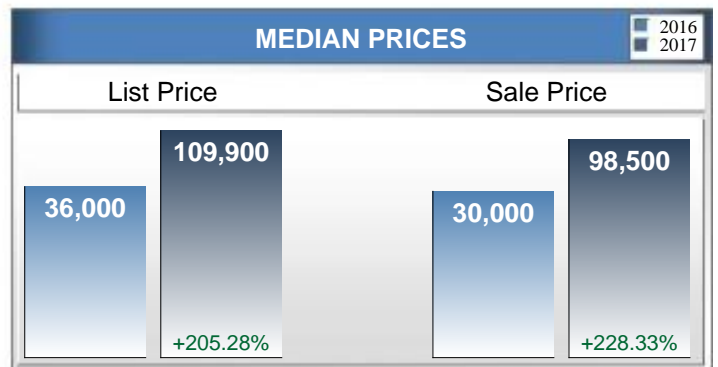 MEDIAN PRICES
2016
2017
List Price
Sale Price
36,000
109,900
+205.28%
30,000
98,500
+228.33%